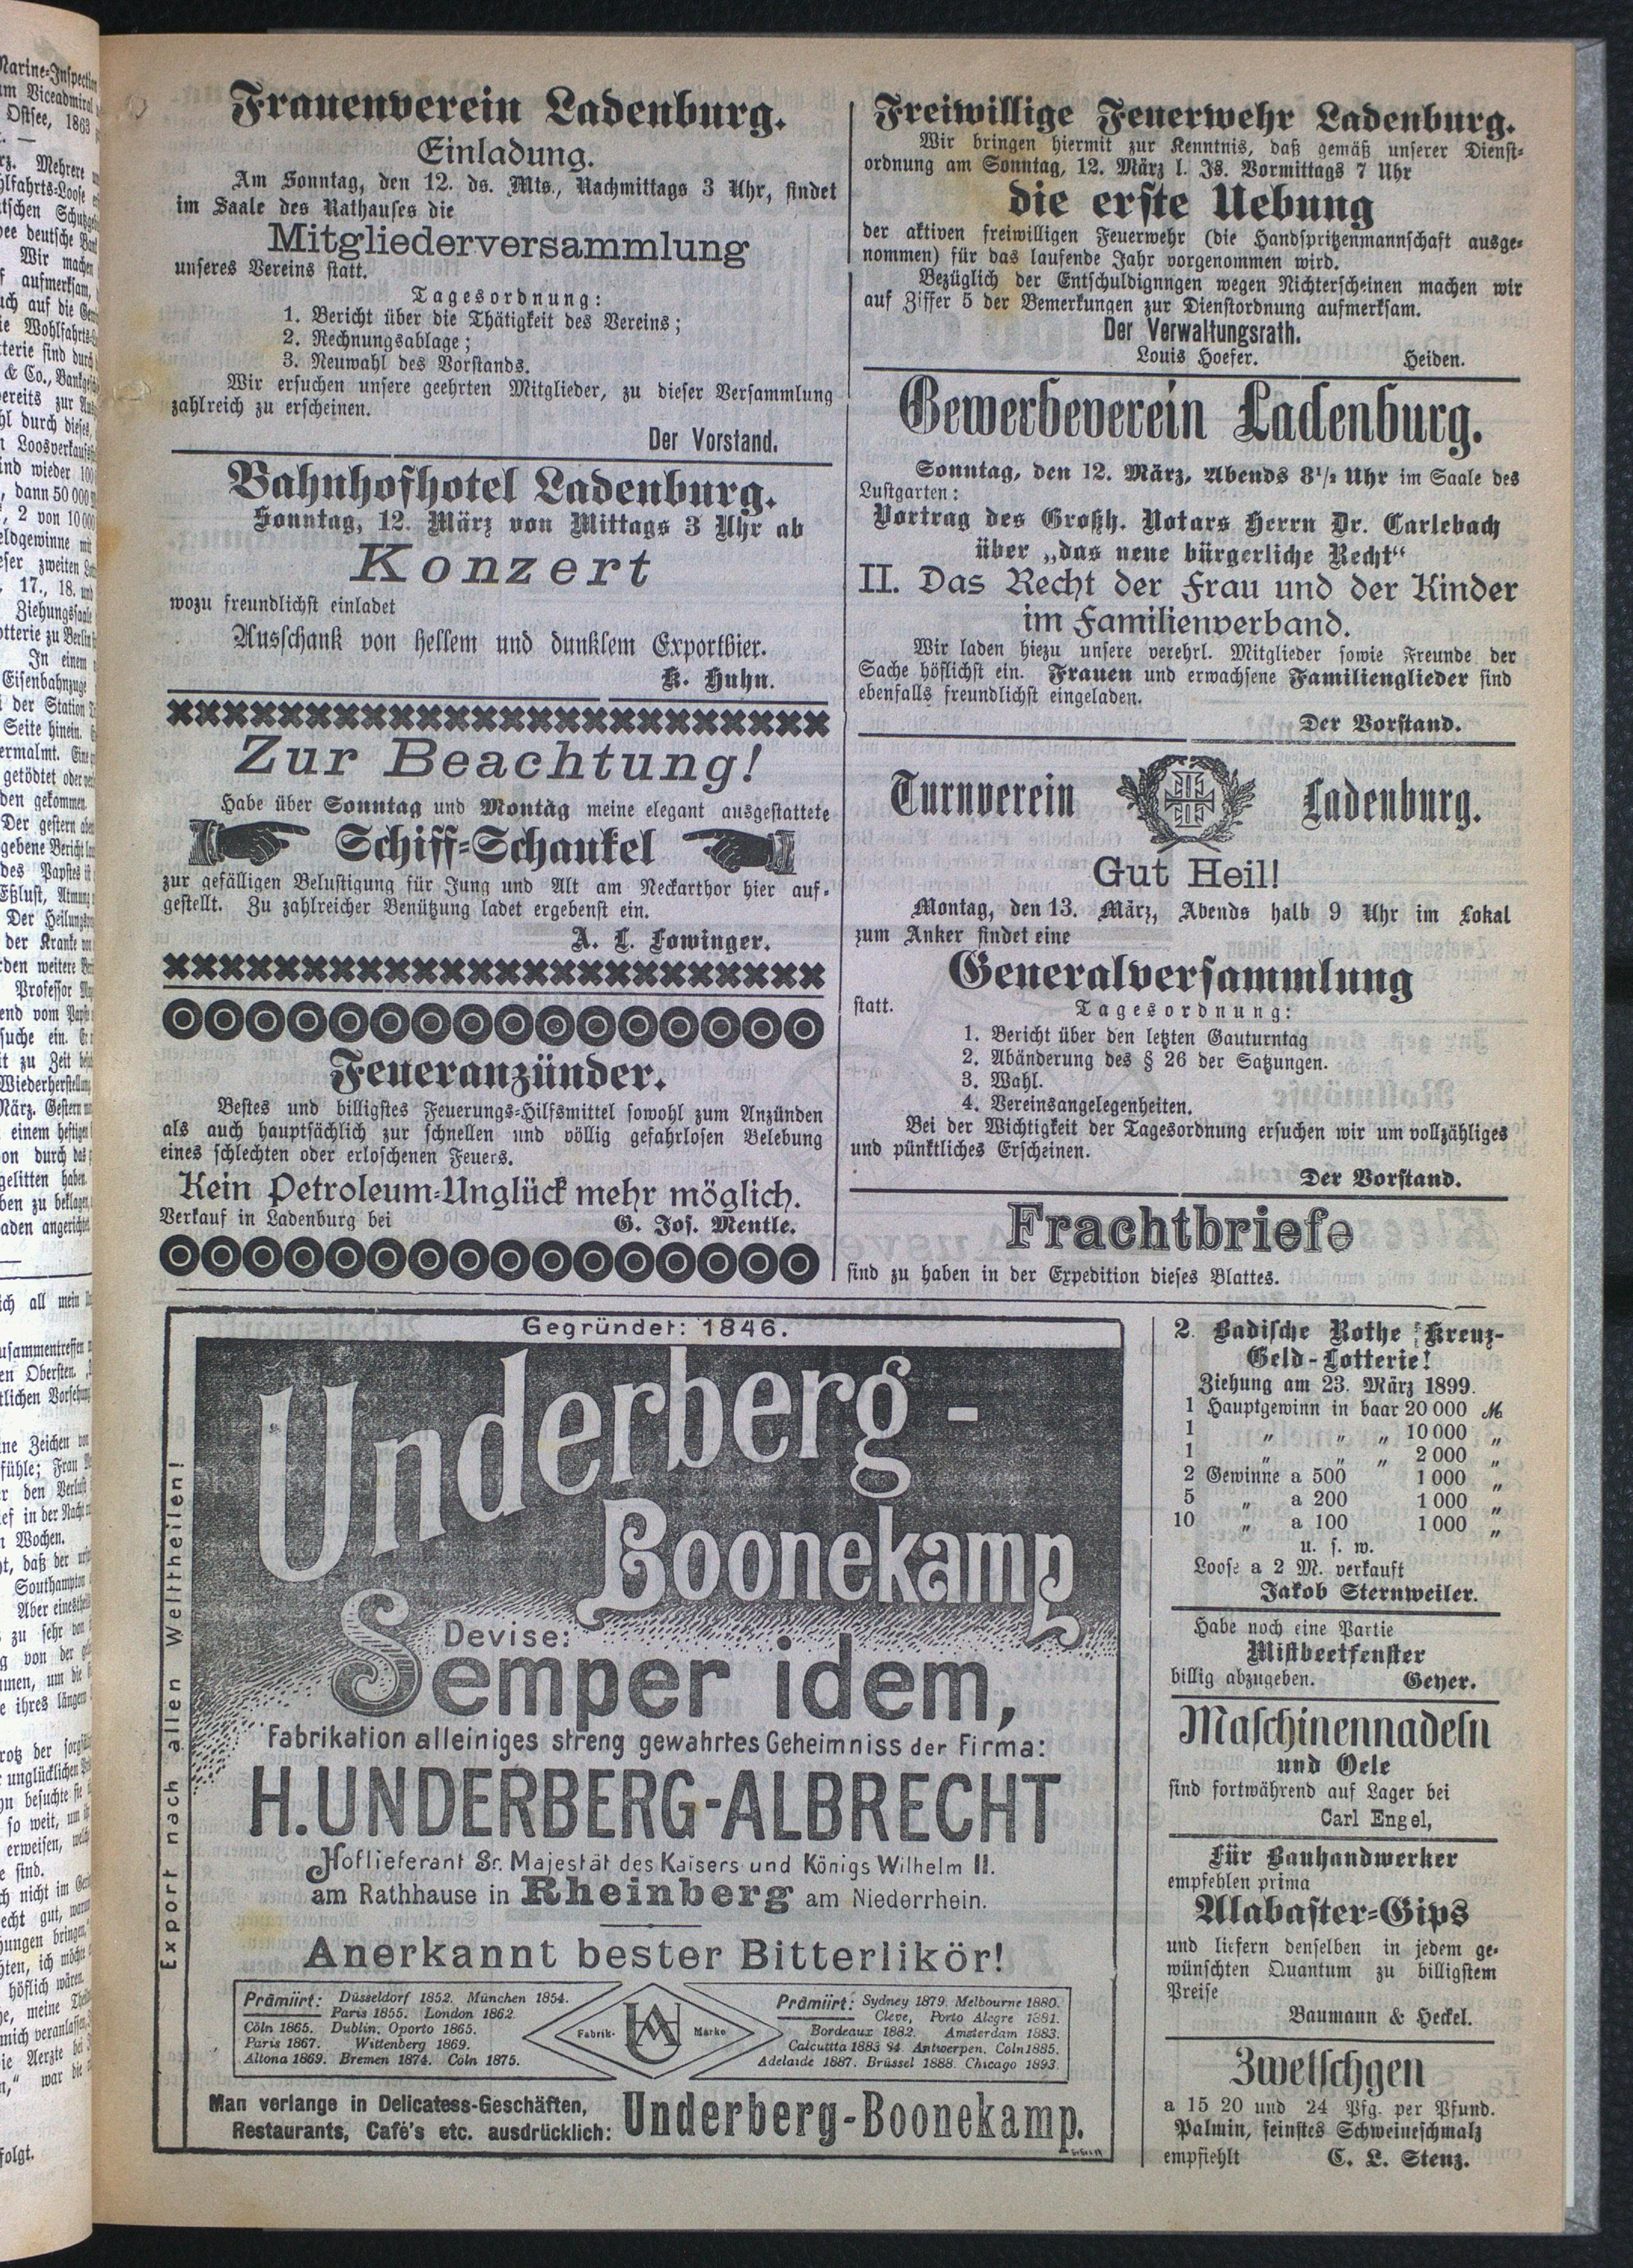 Frauenverein Ladenburg.
Einladung.
Am Sonntag, den 12. ds. Mts., Nachmittags 3 Uhr, findet
im Saale des Rathauses die
Mitgliederversammlung
unseres Vereins statt.
Tagesordnung:
1. Bericht über die Thätigkeit des Vereins;
2. Rechnungsablage;
3. Neuwahl des Vorstands.
Wir ersuchen unsere geehrten Mitglieder, zu dieser Versammlung
zahlreich zu erscheinen.
Der Vorstand.
Bahnhofhotel Ladenburg.
Sonntag, 12. März von Mittags 3 Uhr ab
Konzert
wozu freundlichst einladet
Ausschank von hellem und dunklem Exportbier.
K. Huhn.
Zur Beachtung!
Habe über Sonntag und Montag meine elegant ausgestattete
Schiff-Schaukel
zur gefälligen Belustigung für Jung und Alt am Neckarthor hier auf-
gestellt. Zu zahlreicher Benützung ladet ergebenst ein.
A. L. Lowinger.
Feueranzünder.
Bestes und billigstes Feuerungs-Hilfsmittel sowohl zum Anzünden
als auch hauptsächlich zur schnellen und völlig gefahrlosen Belebung
eines schlechten oder erloschenen Feuers.
Kein Petroleum-Unglück mehr möglich.
Verkauf in Ladenburg bei
G. Jos. Mentle.
Freiwillige Feuerwehr Ladenburg.
Wir bringen hiermit zur Kenntnis, daß gemäß unserer Dienst-
ordnung am Sonntag, 12. März l. Js. Vormittags 7 Uhr
die erste Uebung
der aktiven freiwilligen Feuerwehr (die Handspritzenmannschaft ausge-
nommen) für das laufende Jahr vorgenommen wird.
Bezüglich der Entschuldignngen wegen Nichterscheinen machen wir
auf Ziffer 5 der Bemerkungen zur Dienstordnung aufmerksam.
Der Verwaltungsrath.
Louis Hoefer. Heiden.
Gewerbeverein Ladenburg.
Sonntag, den 12. März, Abends 8½ Uhr im Saale des
Lustgarten:
Vortrag des Großh. Notars Herrn Dr. Carlebach
über „das neue bürgerliche Recht“
II. Das Recht der Frau und der Kinder
im Familienverband.
Wir laden hiezu unsere verehrl. Mitglieder sowie Freunde der
Sache höflichst ein. Frauen und erwachsene Familienglieder sind
ebenfalls freundlichst eingeladen.
Der Vorstand.
Turnverein Ladenburg.
Gut Heil!
Montag, den 13. März, Abends halb 9 Uhr im Lokal
zum Anker findet eine
Generalversammlung
statt.
Tagesordnung:
1. Bericht über den letzten Gauturntag
2. Abänderung des § 26 der Satzungen.
3. Wahl.
4. Vereinsangelegenheiten.
Bei der Wichtigkeit der Tagesordnung ersuchen wir um vollzähliges
und pünktliches Erscheinen.
Der Vorstand.
Frachtbriefe
sind zu haben in der Expedition dieses Blattes.
Gegründet: 1846.
Export nach allen Welttheilen!
Underberg-
Boonekamp
Devise:
Semper idem,
Fabrikation alleiniges streng gewahrtes Geheimniss der Firma:
H. UNDERBERG-ALBRECHT
Hoflieferant Sr. Majestät des Kaisers und Königs Wilhelm II.
am Rathhause in Rheinberg am Niederrhein.
Anerkannt bester Bitterlikör!
Prämiirt: Düsseldorf 1852. München 1854.
Paris 1855. London 1862.
Cöln 1865. Dublin, Oporto 1865.
Paris 1867. Wittenberg 1869.
Altona 1869. Bremen 1874. Cöln 1875.
Fabrik- Marke
Prämiirt: Sydney 1879. Melbourne 1880.
Cleve, Porto Alegre 1881.
Bordeaux 1882. Amsterdam 1883.
Calcuttta 1883 84. Antwerpen, Cöln 1885.
Adelaide 1887. Brüssel 1888. Chicago 1893.
Man verlange in Delicatess-Geschäften,
Restaurants, Café's etc. ausdrücklich:
Underberg-Boonekamp.
2. Badische Rothe Kreuz-
Geld-Lotterie!
Ziehung am 23. März 1899.
1 Hauptgewinn in baar 20 000 M
1 „ „ „ 10 000 „
1 „ „ „ 2 000 „
2 Gewinne a 500 1 000 „
5 „ a 200 1 000 „
10 „ a 100 1 000 „
u. s. w.
Loose a 2 M. verkauft
Jakob Sternweiler.
Habe noch eine Partie
Mistbeetfenster
billig abzugeben. Geyer.
Maschinennadeln
und Oele
sind fortwährend auf Lager bei
Carl Engel,
Für Bauhandwerker
empfehlen prima
Alabaster-Gips
und liefern denselben in jedem ge-
wünschten Quantum zu billigstem
Preise
Baumann & Heckel.
Zwetschgen
a 15 20 und 24 Pfg. per Pfund.
Palmin, feinstes Schweineschmalz
empfiehlt C. L. Stenz.